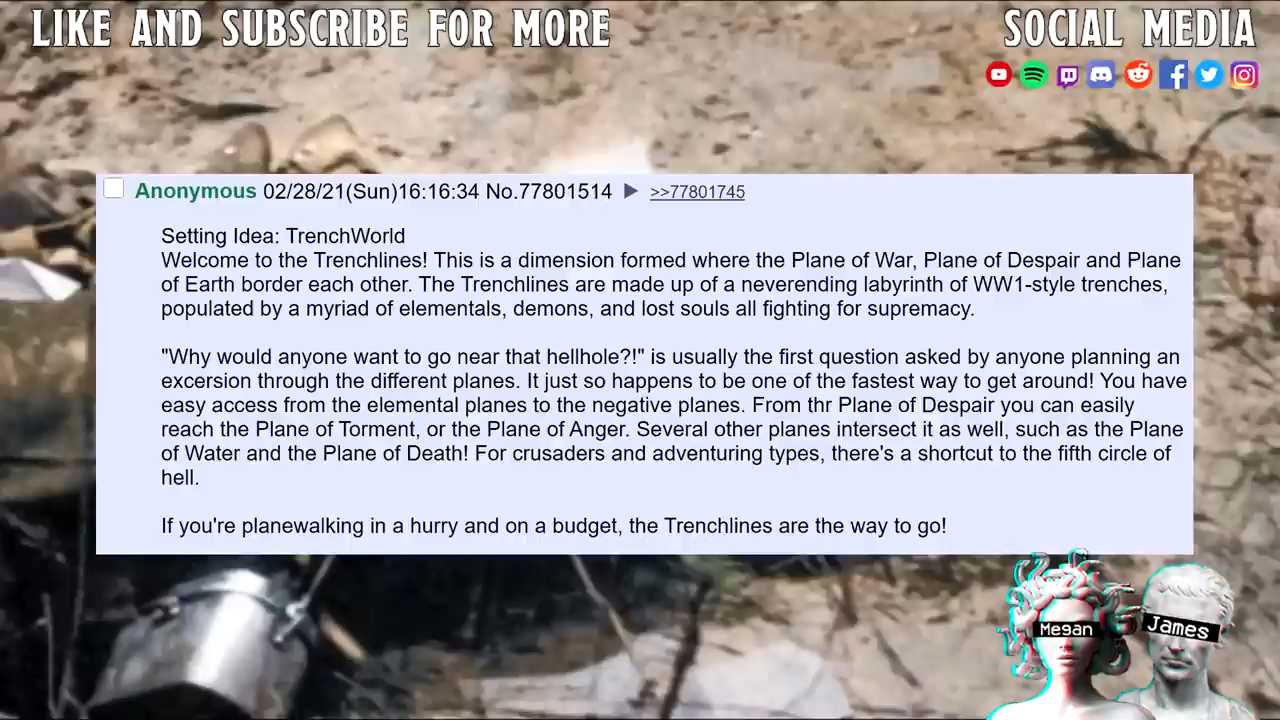 LIKE AND SUBSCRIBE FOR MORE
SOCIAL MEDIA
Anonymous 02/28/21(Sun)16:16:34 No.77801514 ▶ >>77801745
Setting Idea: TrenchWorld
Welcome to the Trenchlines! This is a dimension formed where the Plane of War, Plane of Despair and Plane
of Earth border each other. The Trenchlines are made up of a neverending labyrinth of WW1-style trenches,
populated by a myriad of elementals, demons, and lost souls all fighting for supremacy.
"Why would anyone want to go near that hellhole?!" is usually the first question asked by anyone planning an
excersion through the different planes. It just so happens to be one of the fastest way to get around! You have
easy access from the elemental planes to the negative planes. From thr Plane of Despair you can easily
reach the Plane of Torment, or the Plane of Anger. Several other planes intersect it as well, such as the Plane
of Water and the Plane of Death! For crusaders and adventuring types, there's a shortcut to the fifth circle of
hell.
If you're planewalking in a hurry and on a budget, the Trenchlines are the way to go!
Megan
James